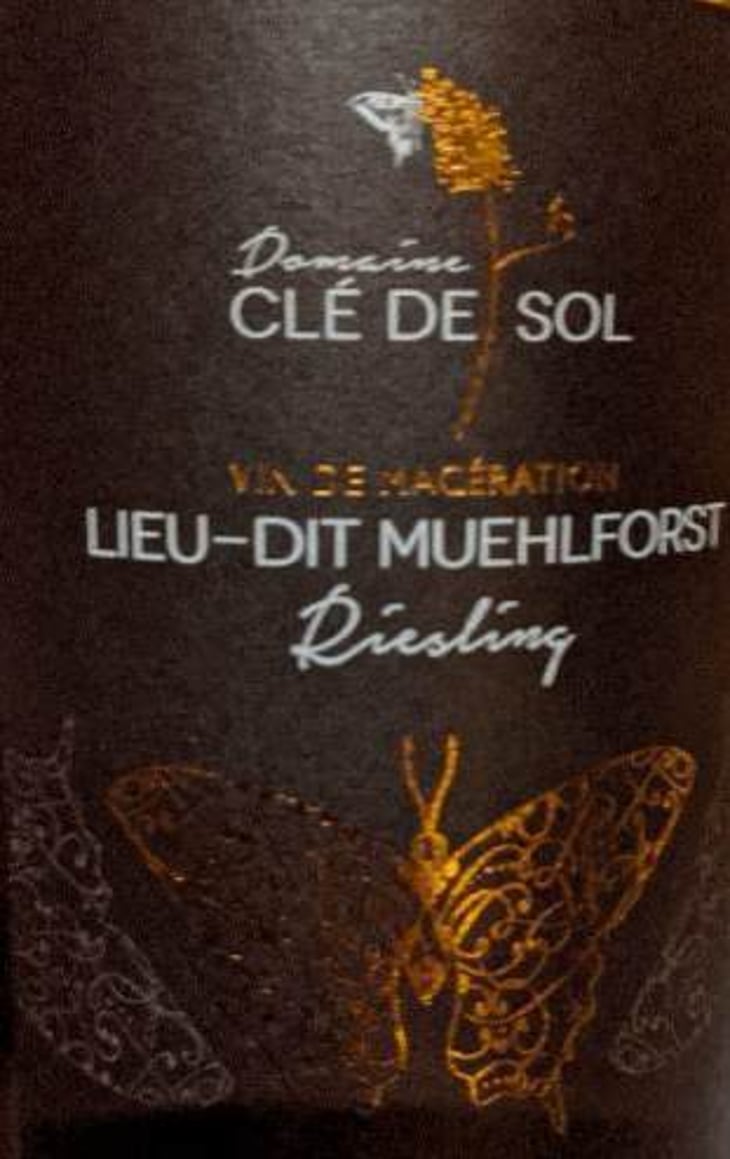 Domaine
CLÉ DE SOL
VIN DE MACÉRATION
LIEU-DIT MUEHLFORST
Riesling